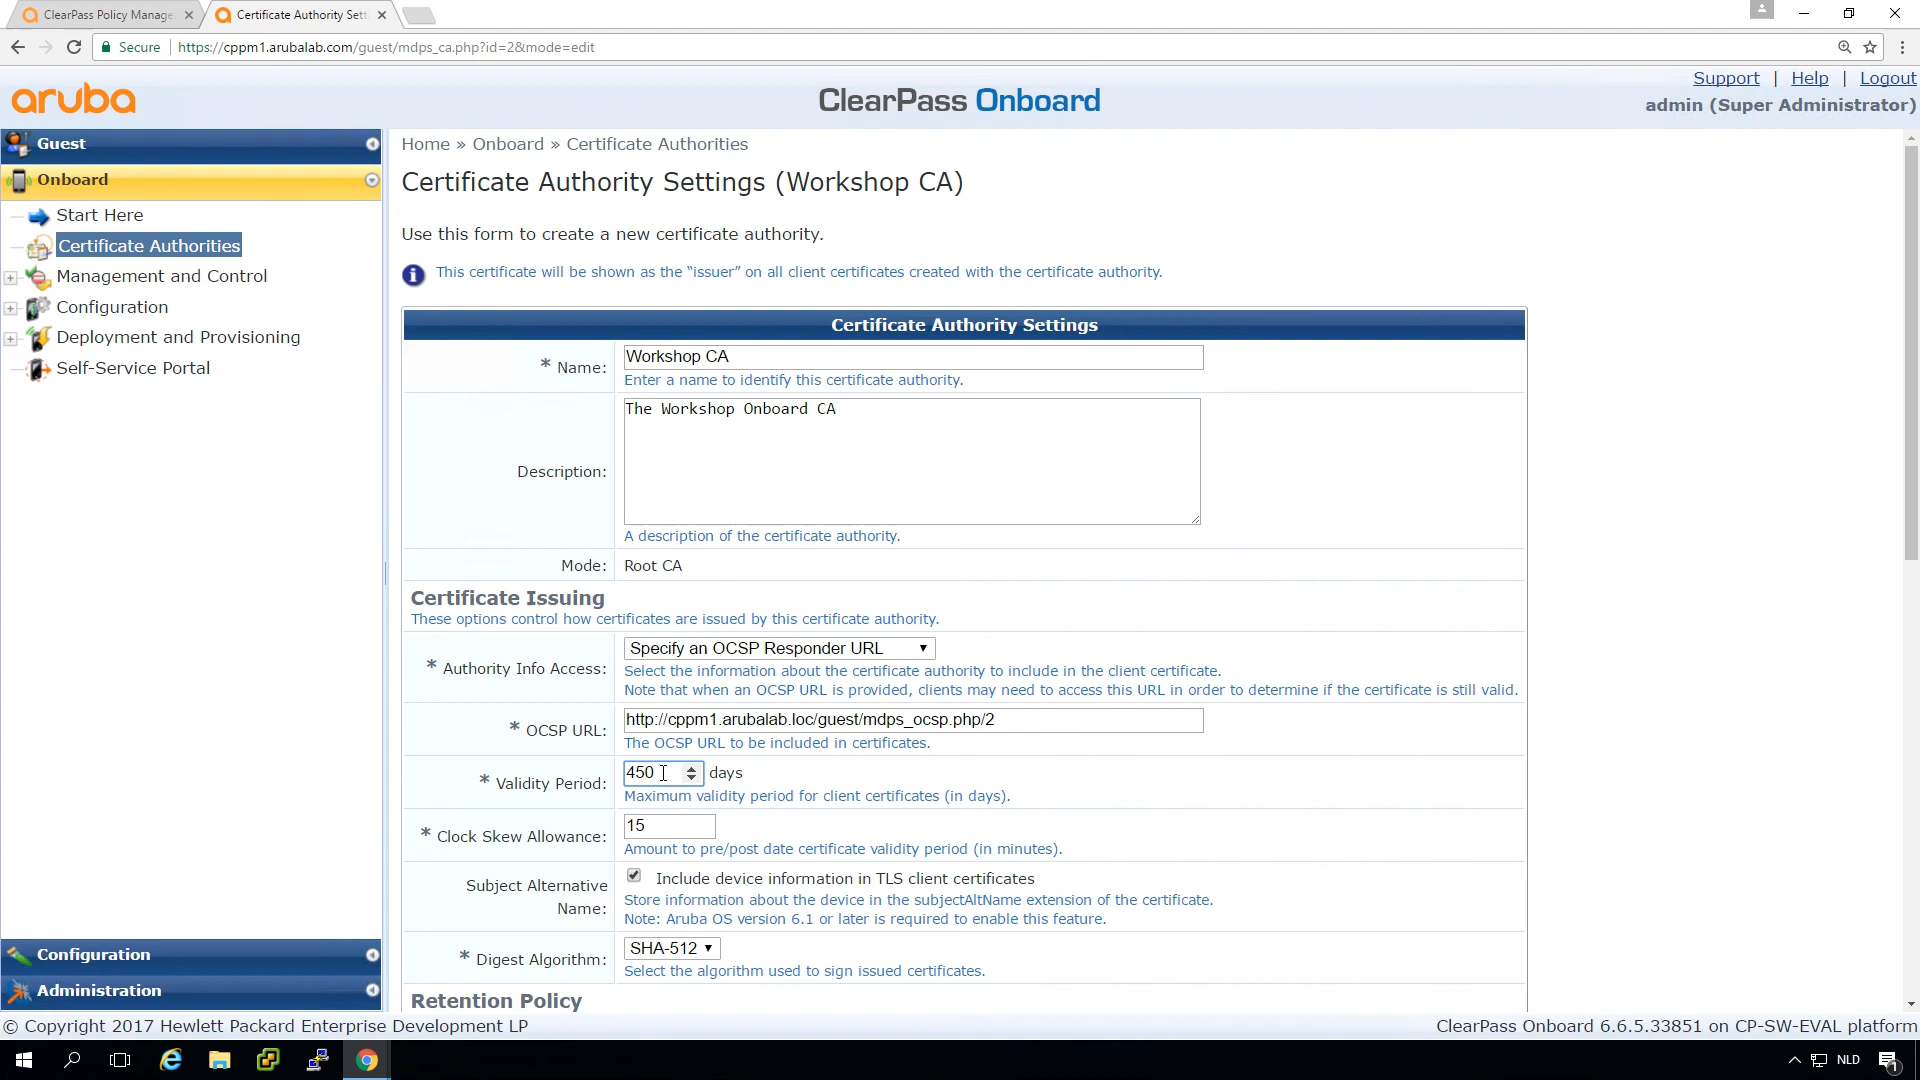 ClearPass Policy Manage
Certificate Authority Sett
Secure
https://cppm1.arubalab.com/guest/mdps_ca.php?id=2&mode=edit
Support | Help | Logout
aruba
ClearPass Onboard
admin (Super Administrator)
Guest
Onboard
Start Here
Certificate Authorities
Management and Control
Configuration
Deployment and Provisioning
Self-Service Portal
Configuration
Administration
Home » Onboard » Certificate Authorities
Certificate Authority Settings (Workshop CA)
Use this form to create a new certificate authority.
This certificate will be shown as the “issuer” on all client certificates created with the certificate authority.
Certificate Authority Settings
* Name:
Workshop CA
Enter a name to identify this certificate authority.
Description:
The Workshop Onboard CA
A description of the certificate authority.
Mode:
Root CA
Certificate Issuing
These options control how certificates are issued by this certificate authority.
* Authority Info Access:
Specify an OCSP Responder URL
Select the information about the certificate authority to include in the client certificate.
Note that when an OCSP URL is provided, clients may need to access this URL in order to determine if the certificate is still valid.
* OCSP URL:
http://cppm1.arubalab.loc/guest/mdps_ocsp.php/2
The OCSP URL to be included in certificates.
* Validity Period:
450 days
Maximum validity period for client certificates (in days).
* Clock Skew Allowance:
15
Amount to pre/post date certificate validity period (in minutes).
Subject Alternative
Name:
Include device information in TLS client certificates
Store information about the device in the subjectAltName extension of the certificate.
Note: Aruba OS version 6.1 or later is required to enable this feature.
* Digest Algorithm:
SHA-512
Select the algorithm used to sign issued certificates.
Retention Policy
© Copyright 2017 Hewlett Packard Enterprise Development LP
ClearPass Onboard 6.6.5.33851 on CP-SW-EVAL platform
NLD
1